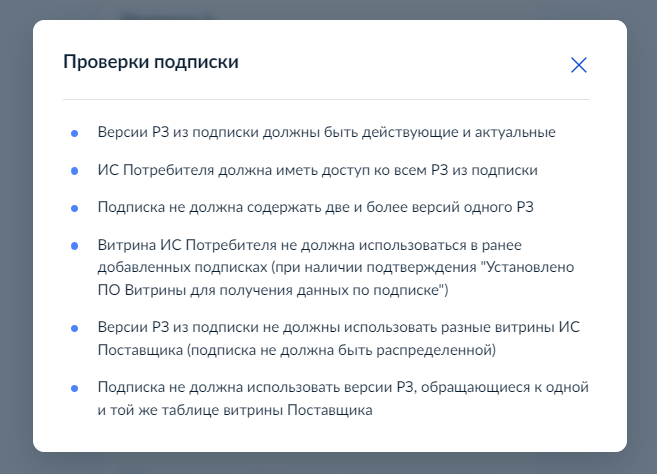 Проверки подписки
Версии РЗ из подписки должны быть действующие и актуальные
ИС Потребителя должна иметь доступ ко всем РЗ из подписки
Подписка не должна содержать две и более версий одного РЗ
Витрина ИС Потребителя не должна использоваться в ранее
добавленных подписках (при наличии подтверждения "Установлено
ПО Витрины для получения данных по подписке")
Версии РЗ из подписки не должны использовать разные витрины ИС
Поставщика (подписка не должна быть распределенной)
Подписка не должна использовать версии РЗ, обращающиеся к одной
и той же таблице витрины Поставщика